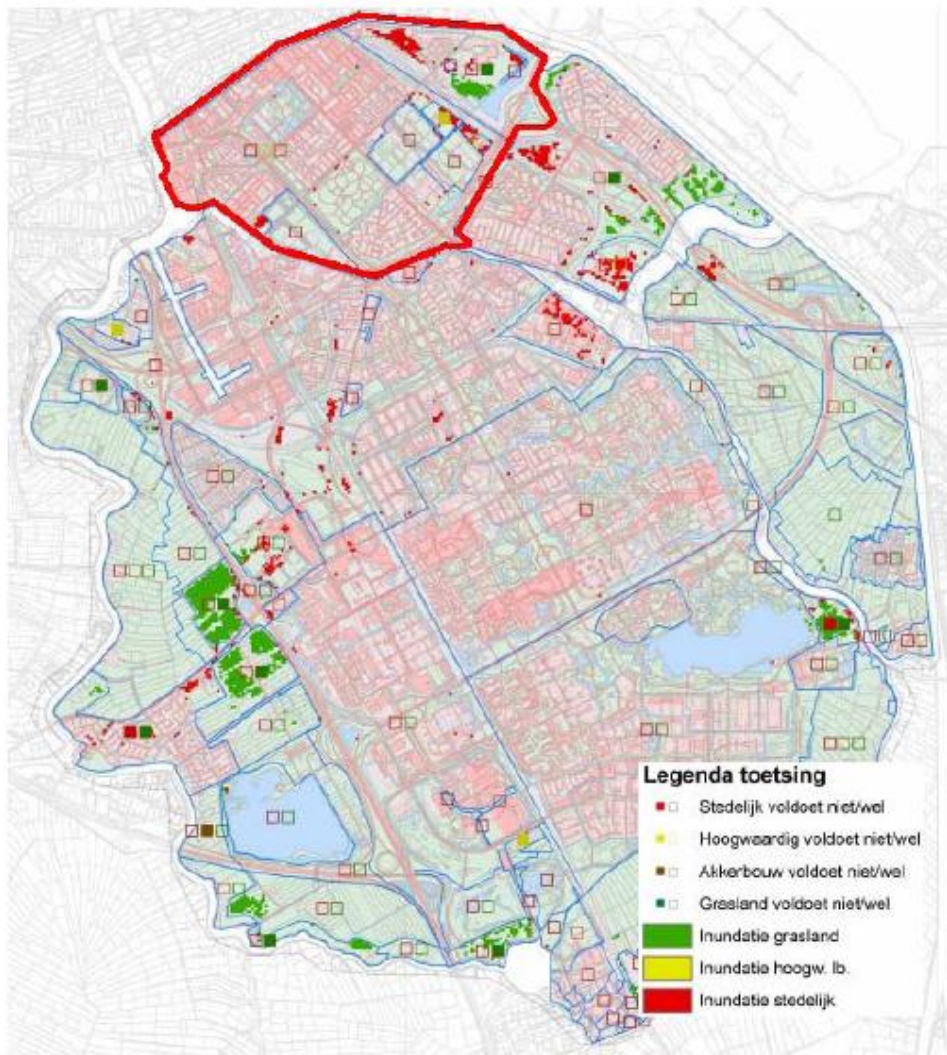 Legenda toetsing
Stedelijk voldoet niet/wel
Hoogwaardig voldoet niet/wel
Akkerbouw voldoet niet/wel
Grasland voldoet niet/wel
Inundatie grasland
Inundatie hoogw. lb.
Inundatie stedelijk